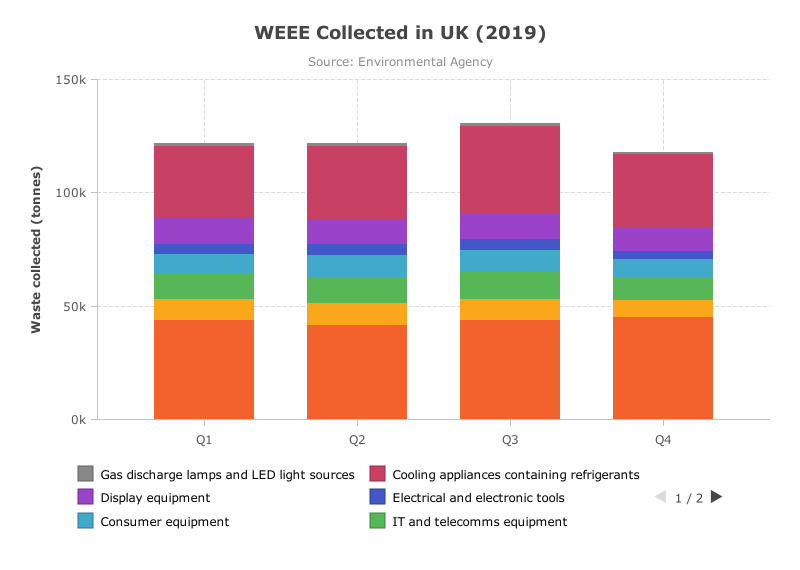 WEEE Collected in UK (2019)
Source: Environmental Agency
150k
100k
50k
0k
Waste collected (tonnes)
Q1 Q2 Q3 Q4
Gas discharge lamps and LED light sources Cooling appliances containing refrigerants
Display equipment Electrical and electronic tools
Consumer equipment IT and telecomms equipment
1 / 2